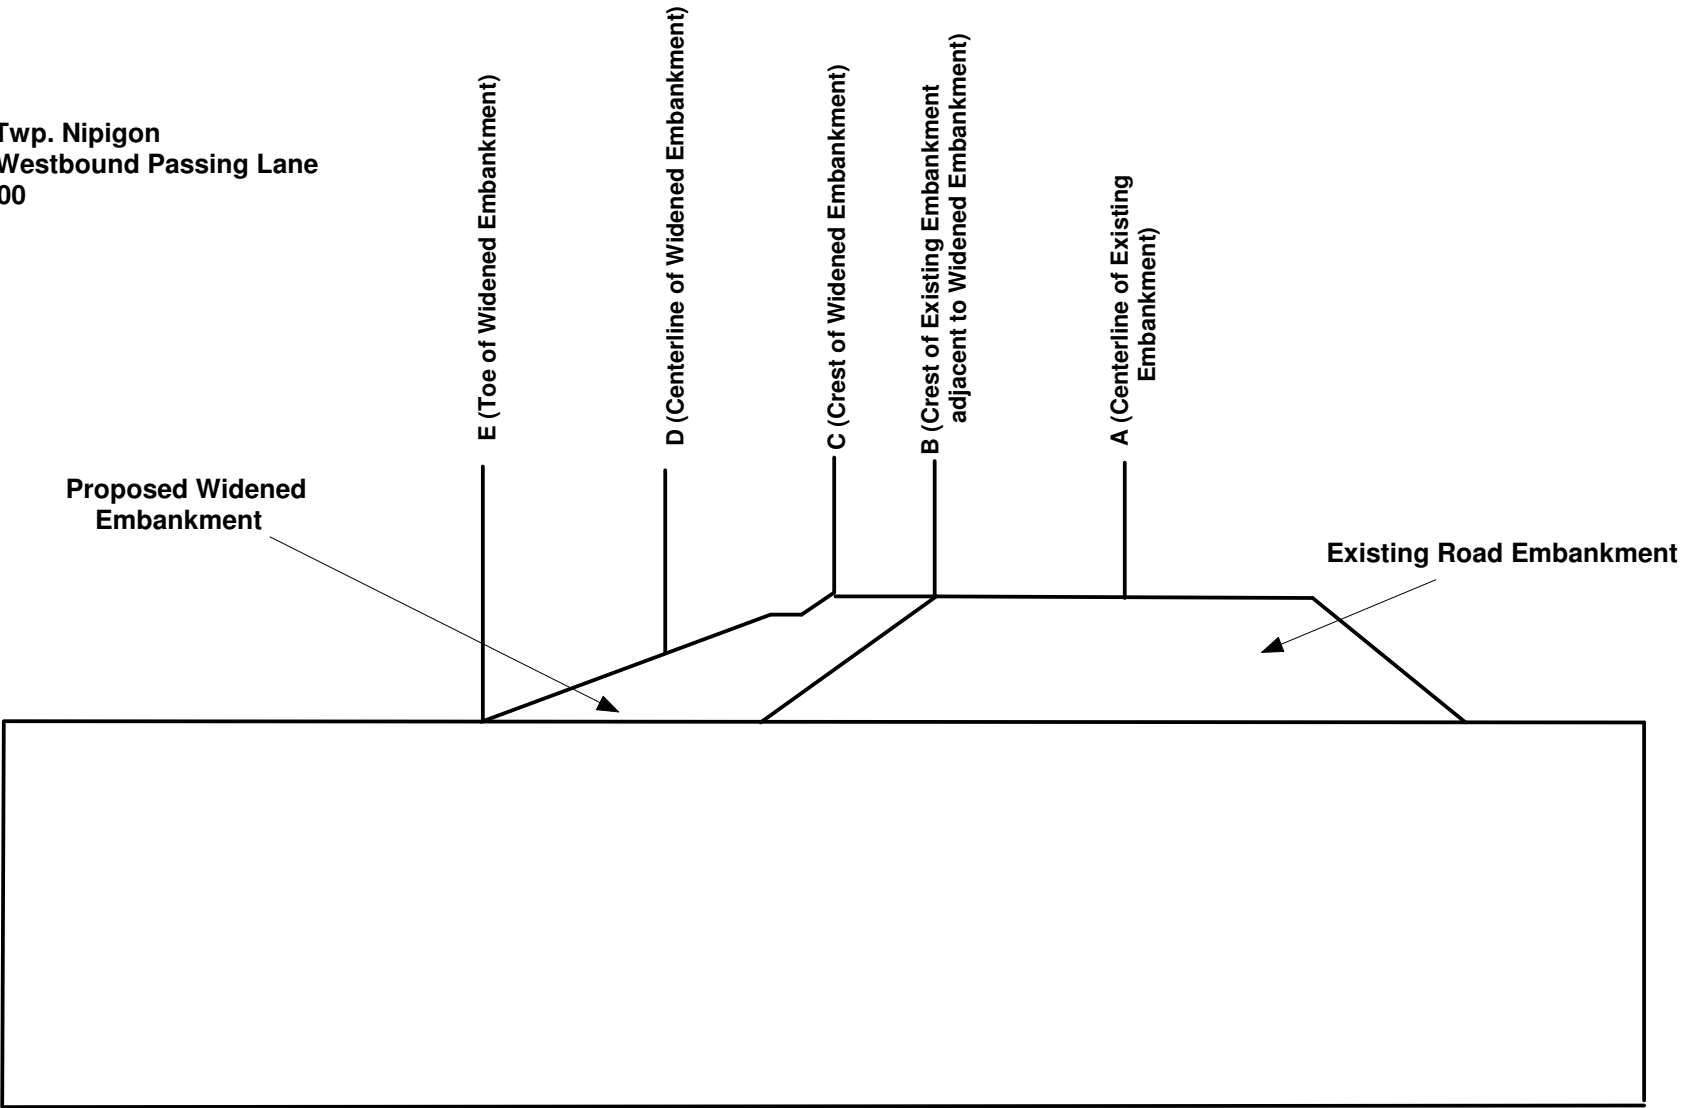 Twp. Nipigon
Westbound Passing Lane
00
E (Toe of Widened Embankment)
D (Centerline of Widened Embankment)
C (Crest of Widened Embankment)
B (Crest of Existing Embankment
adjacent to Widened Embankment)
A (Centerline of Existing
Embankment)
Proposed Widened
Embankment
Existing Road Embankment